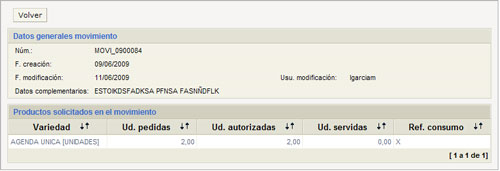 Volver
Datos generales movimiento
Núm.: MOVI_0900084
F. creación: 09/06/2009
F. modificación: 11/06/2009 Usu. modificación: lgarciam
Datos complementarios: ESTOIKDSFADKSA PFNSA FASNÑDFLK
Productos solicitados en el movimiento
Variedad Ud. pedidas Ud. autorizadas Ud. servidas Ref. consumo
AGENDA UNICA [UNIDADES] 2,00 2,00 0,00 X
[ 1 a 1 de 1]